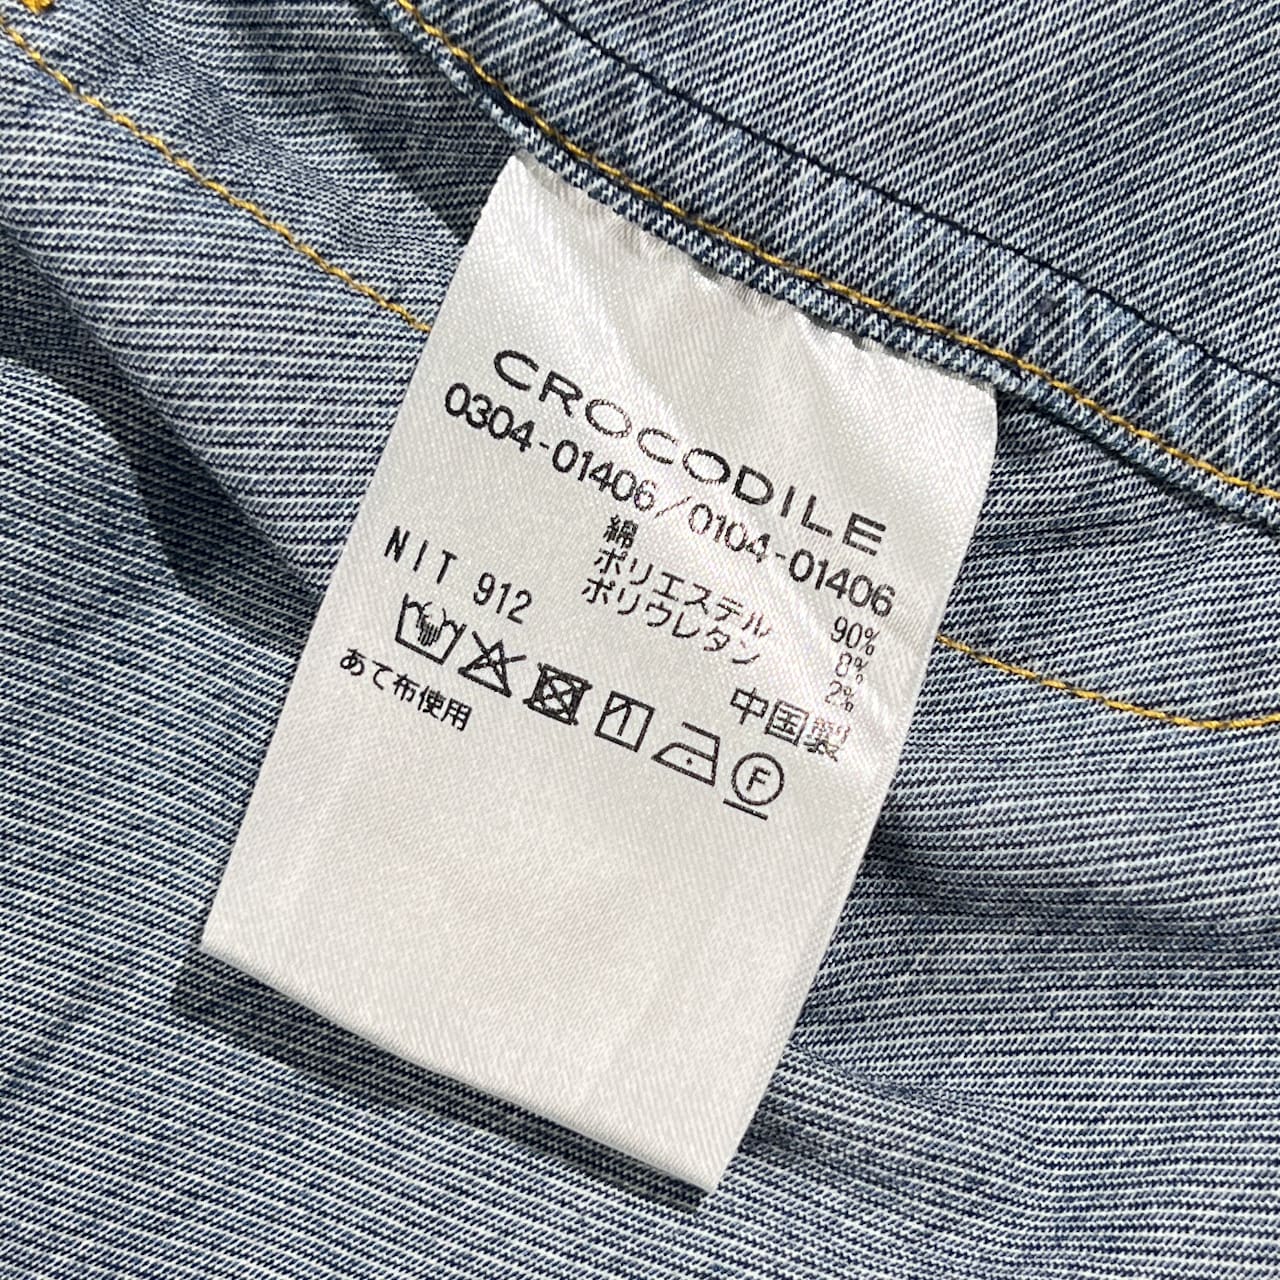 CROCODILE
0304-01406/0104-01406
綿 90%
ポリエステル 8%
ポリウレタン 2%
NIT 912
中国製
F
あて布使用